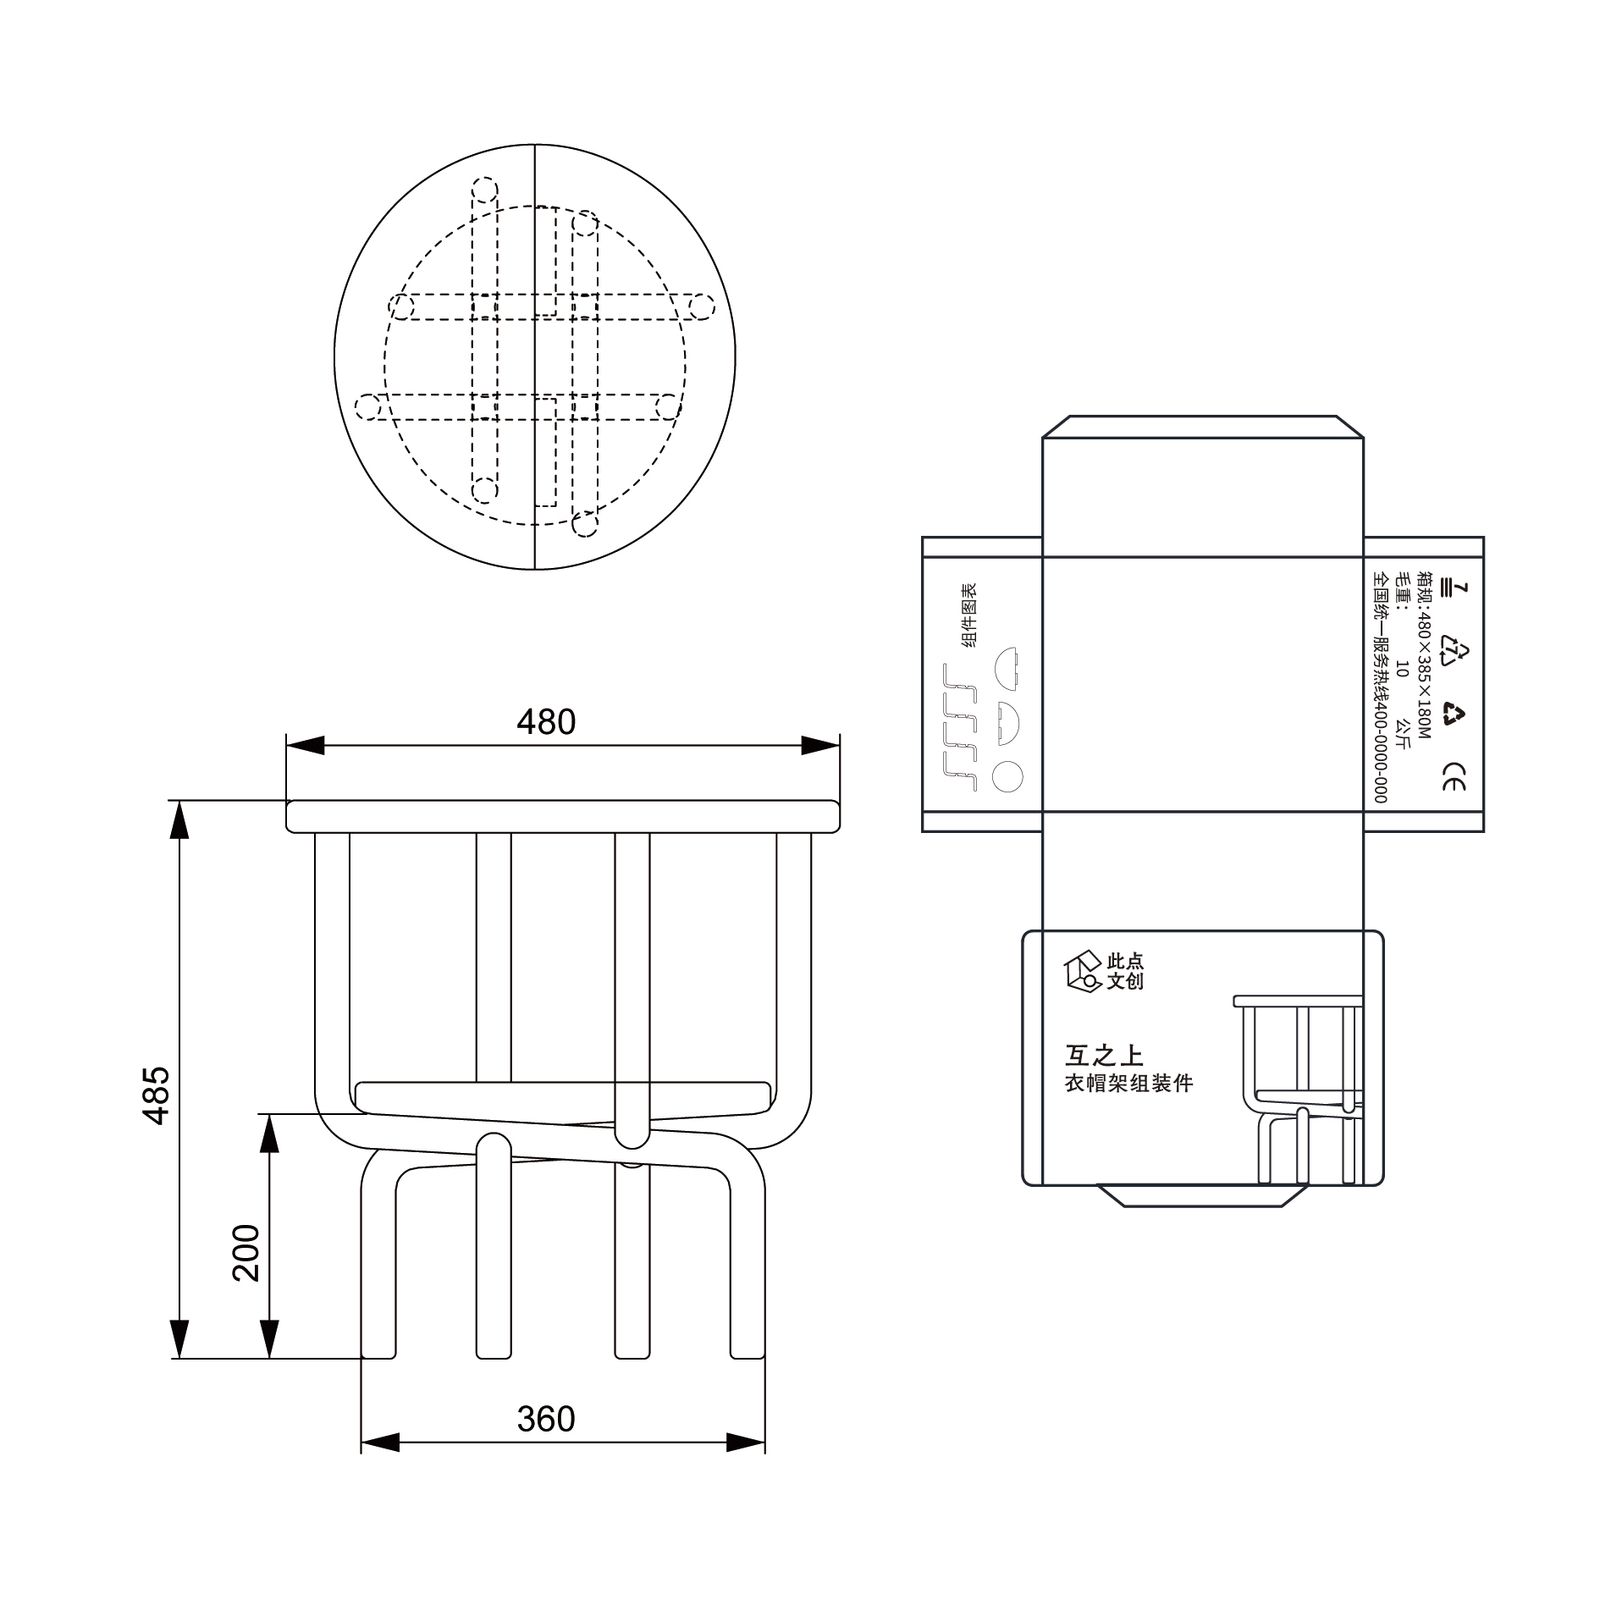 480
485
200
360
组件图表
7
箱规:480×385×180M
毛重: 10 公斤
全国统一服务热线400-0000-000
CE
此点
文创
互之上
衣帽架组装件